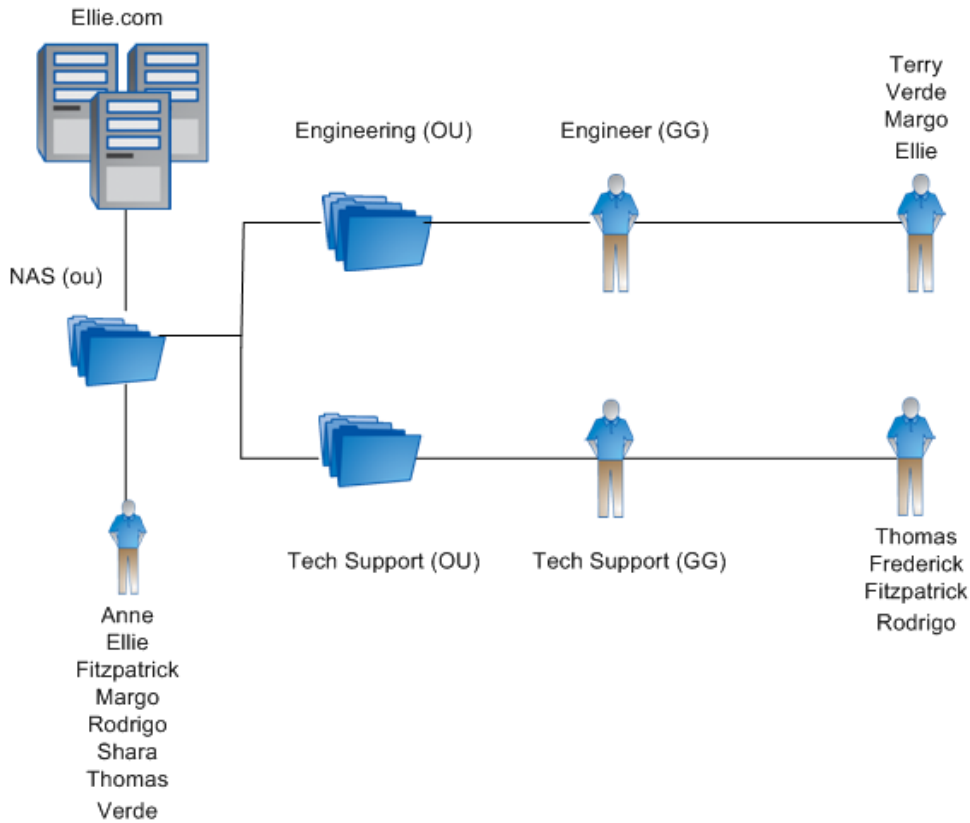 Ellie.com
Engineering (OU)
Engineer (GG)
Terry
Verde
Margo
Ellie
NAS (ou)
Tech Support (OU)
Tech Support (GG)
Thomas
Frederick
Fitzpatrick
Rodrigo
Anne
Ellie
Fitzpatrick
Margo
Rodrigo
Shara
Thomas
Verde